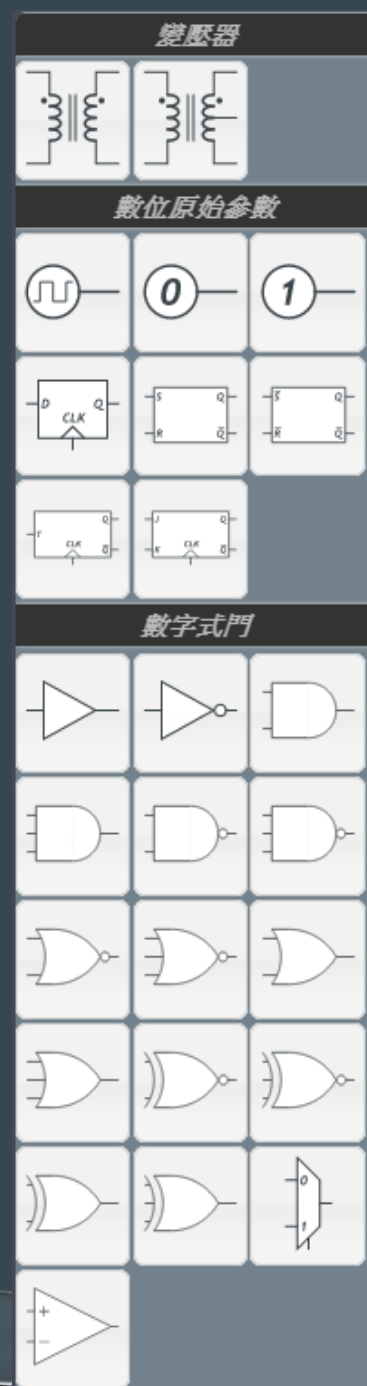 變壓器
數位原始參數
0 1
D Q CLK
S Q R Q̅
S̅ Q R̅ Q̅
T Q CLK Q̅
J Q K CLK Q̅
數字式門
0
1
+
−